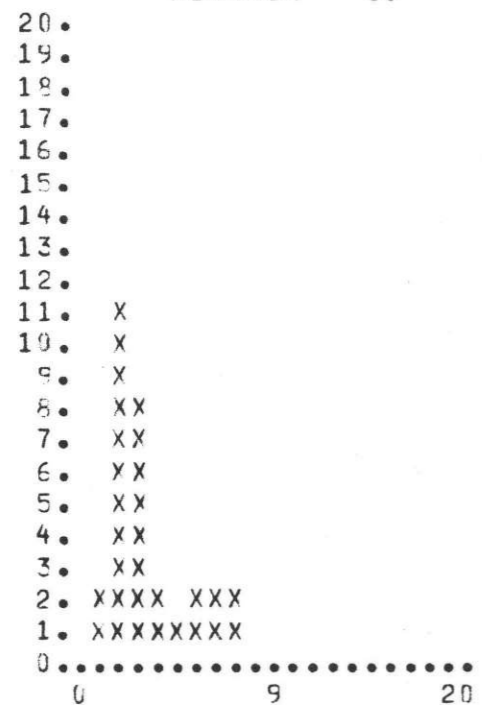 20.
19.
18.
17.
16.
15.
14.
13.
12.
11.   X
10.   X
9.   X
8.   XX
7.   XX
6.   XX
5.   XX
4.   XX
3.   XX
2.  XXXX  XXX
1.  XXXXXXXX
0......................
0          9          20